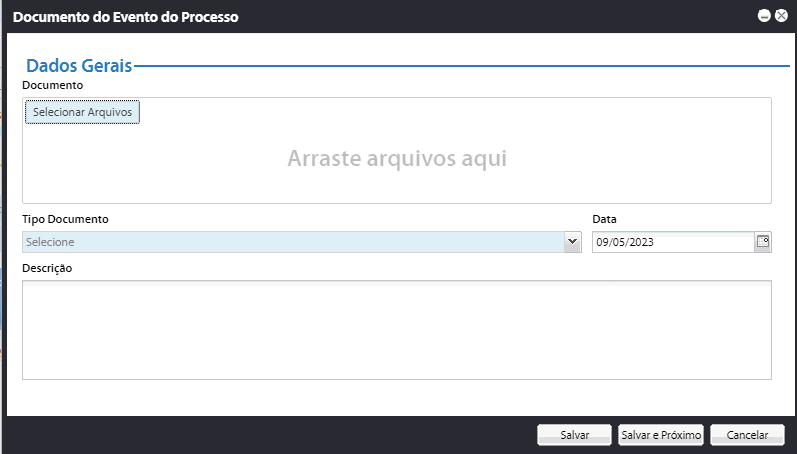 Documento do Evento do Processo
Dados Gerais
Documento
Selecionar Arquivos
Arraste arquivos aqui
Tipo Documento
Data
Selecione
09/05/2023
Descrição
Salvar
Salvar e Próximo
Cancelar